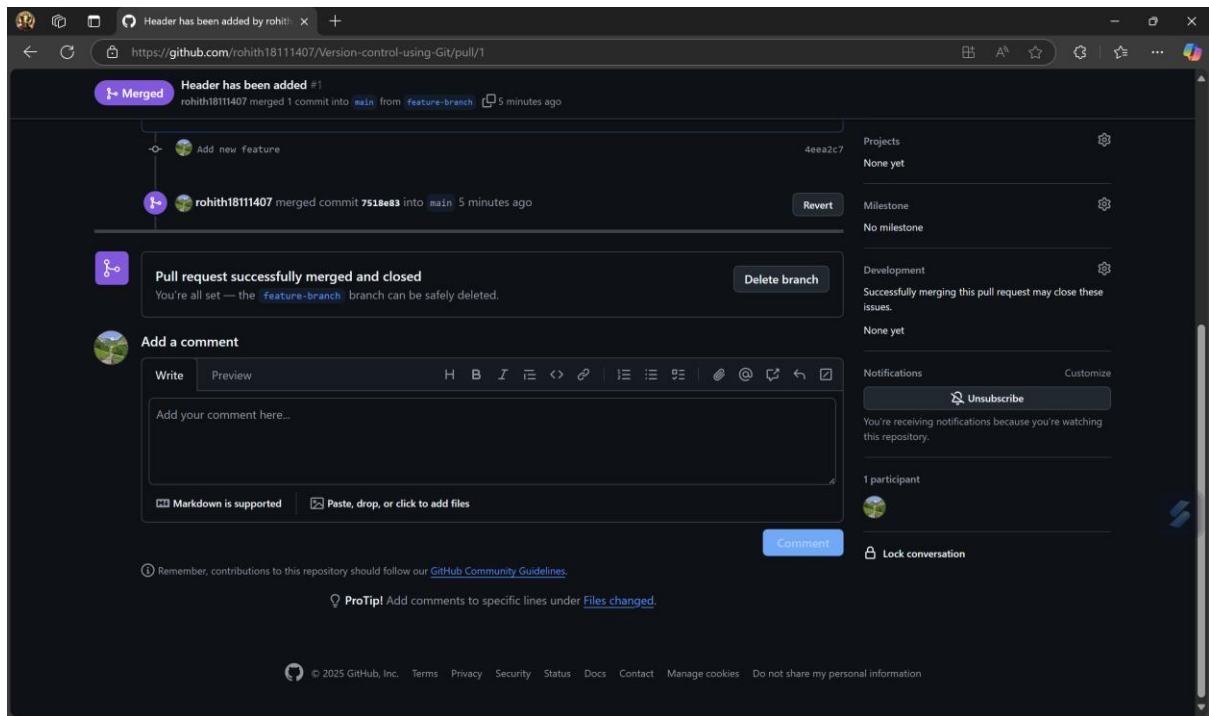 Header has been added by rohith
https://github.com/rohith18111407/Version-control-using-Git/pull/1
Merged
Header has been added #1
rohith18111407 merged 1 commit into main from feature-branch 5 minutes ago
Add new feature 4eea2c7
rohith18111407 merged commit 7518e83 into main 5 minutes ago Revert
Pull request successfully merged and closed
You're all set — the feature-branch branch can be safely deleted.
Delete branch
Add a comment
Write Preview
Add your comment here...
Markdown is supported Paste, drop, or click to add files
Comment
Remember, contributions to this repository should follow our GitHub Community Guidelines.
ProTip! Add comments to specific lines under Files changed.
Projects
None yet
Milestone
No milestone
Development
Successfully merging this pull request may close these
issues.
None yet
Notifications Customize
Unsubscribe
You're receiving notifications because you're watching
this repository.
1 participant
Lock conversation
© 2025 GitHub, Inc. Terms Privacy Security Status Docs Contact Manage cookies Do not share my personal information